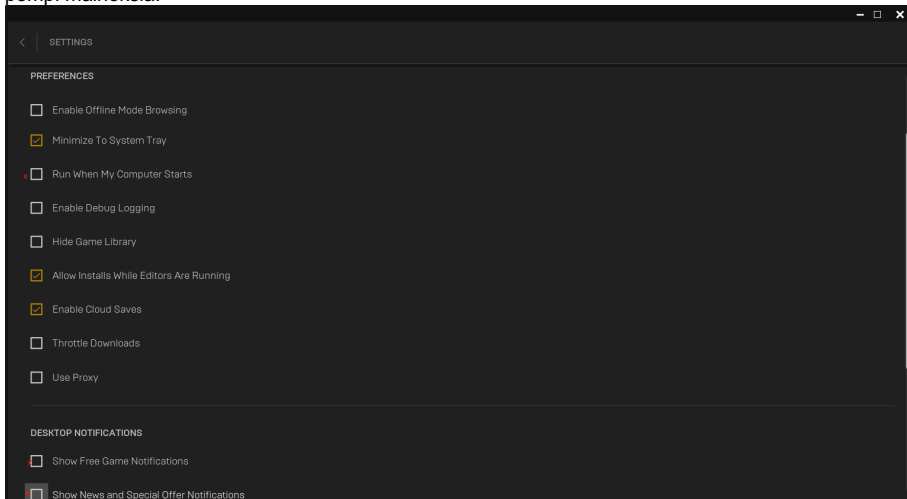 SETTINGS
PREFERENCES
Enable Offline Mode Browsing
Minimize To System Tray
Run When My Computer Starts
Enable Debug Logging
Hide Game Library
Allow Installs While Editors Are Running
Enable Cloud Saves
Throttle Downloads
Use Proxy
DESKTOP NOTIFICATIONS
Show Free Game Notifications
Show News and Special Offer Notifications